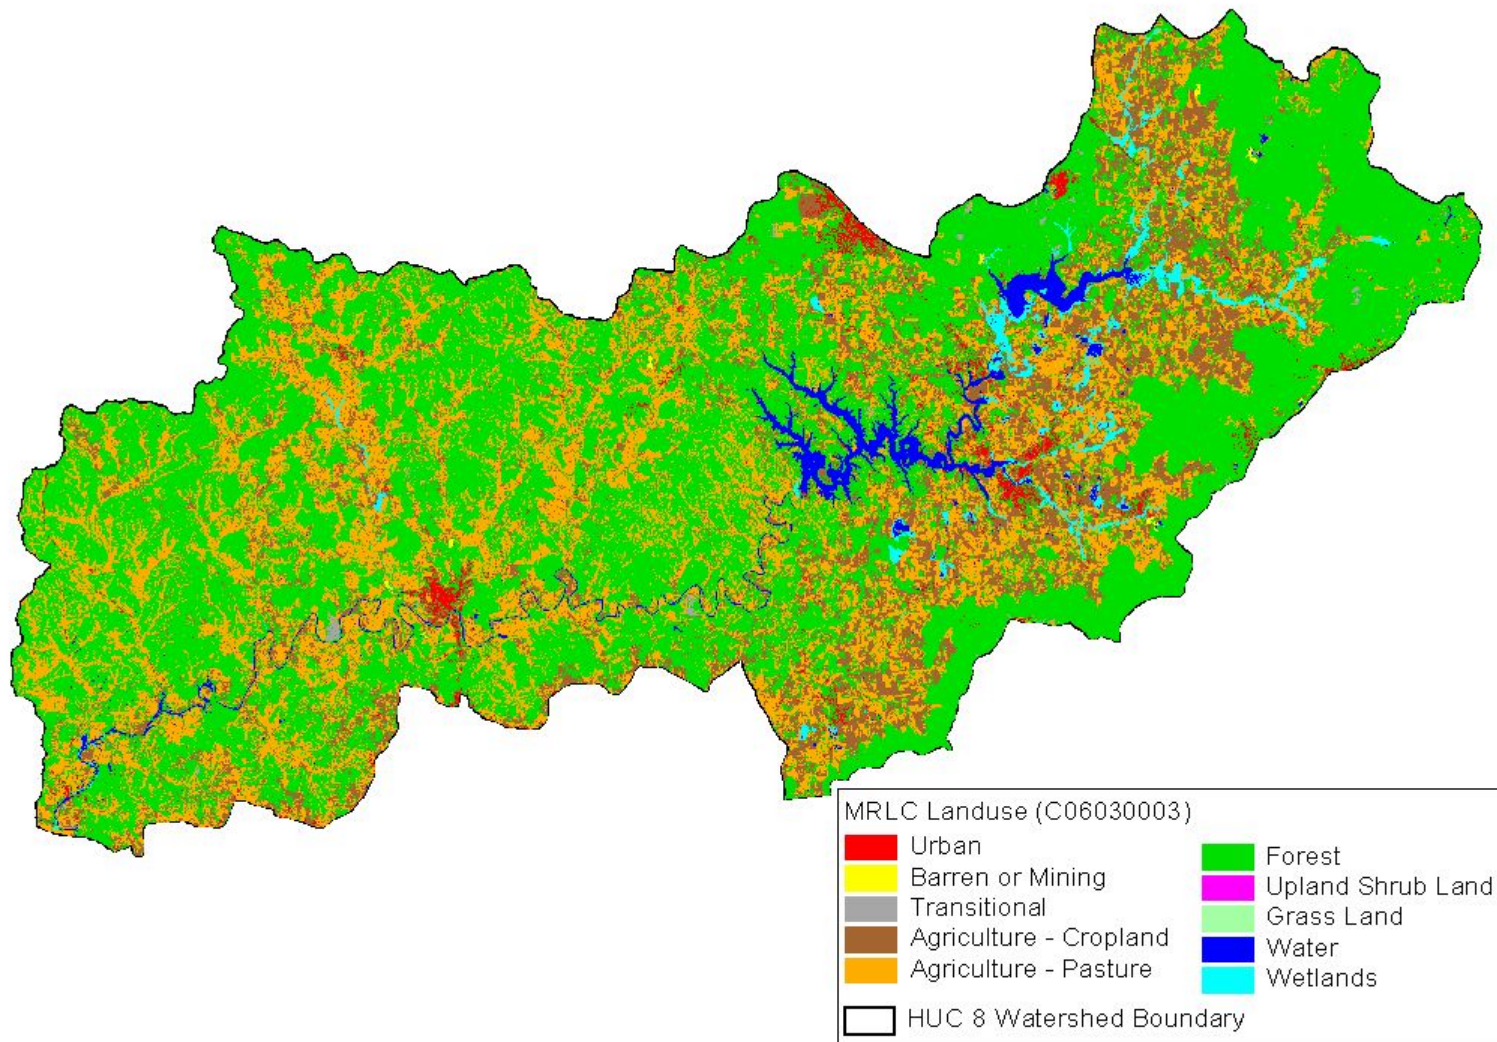 MRLC Landuse (C06030003)
Urban
Barren or Mining
Transitional
Agriculture - Cropland
Agriculture - Pasture
Forest
Upland Shrub Land
Grass Land
Water
Wetlands
HUC 8 Watershed Boundary